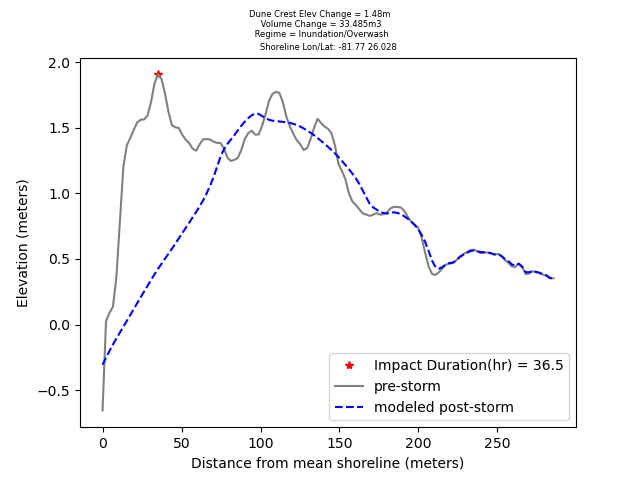 Dune Crest Elev Change = 1.48m
Volume Change = 33.485m3
Regime = Inundation/Overwash
Shoreline Lon/Lat: -81.77 26.028
2.0
1.5
1.0
0.5
0.0
−0.5
Elevation (meters)
Impact Duration(hr) = 36.5
pre-storm
modeled post-storm
0 50 100 150 200 250
Distance from mean shoreline (meters)